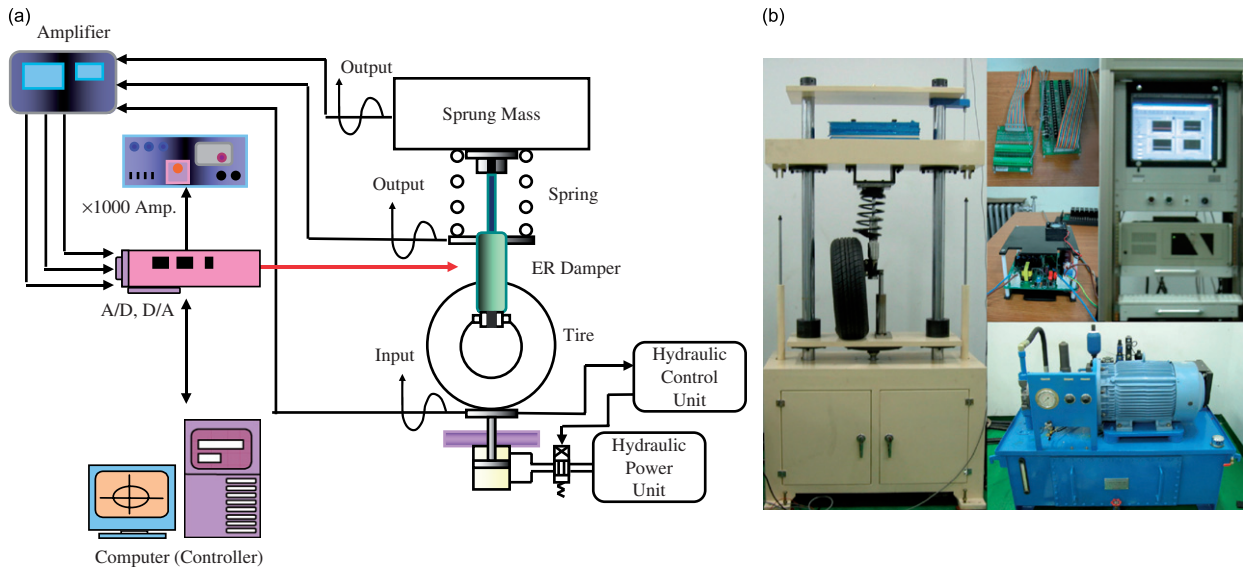 (a)
(b)
Amplifier
Output
Sprung Mass
Output
Spring
×1000 Amp.
ER Damper
A/D, D/A
Tire
Input
Hydraulic
Control
Unit
Hydraulic
Power
Unit
Computer (Controller)